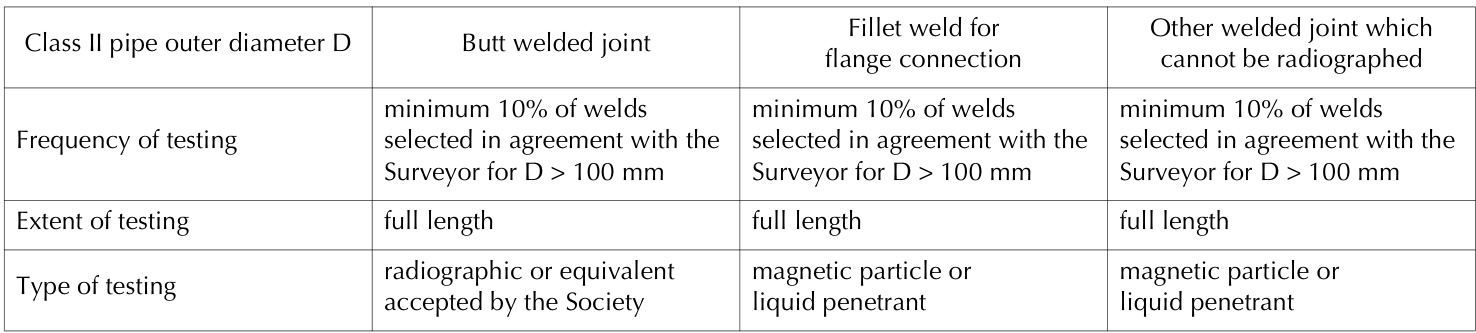 Class II pipe outer diameter D
Butt welded joint
Fillet weld for
flange connection
Other welded joint which
cannot be radiographed
Frequency of testing
minimum 10% of welds
selected in agreement with the
Surveyor for D > 100 mm
minimum 10% of welds
selected in agreement with the
Surveyor for D > 100 mm
minimum 10% of welds
selected in agreement with the
Surveyor for D > 100 mm
Extent of testing
full length
full length
full length
Type of testing
radiographic or equivalent
accepted by the Society
magnetic particle or
liquid penetrant
magnetic particle or
liquid penetrant